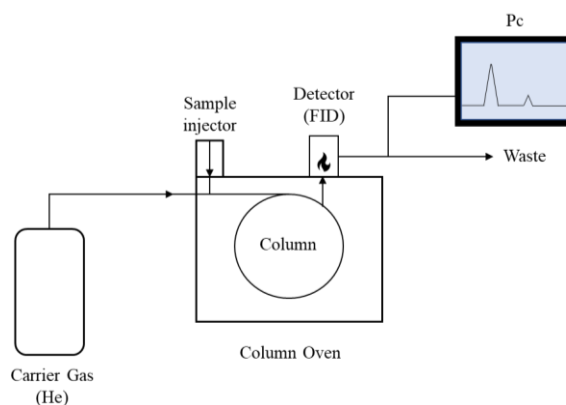 Pc
Sample
injector
Detector
(FID)
Waste
Column
Column Oven
Carrier Gas
(He)